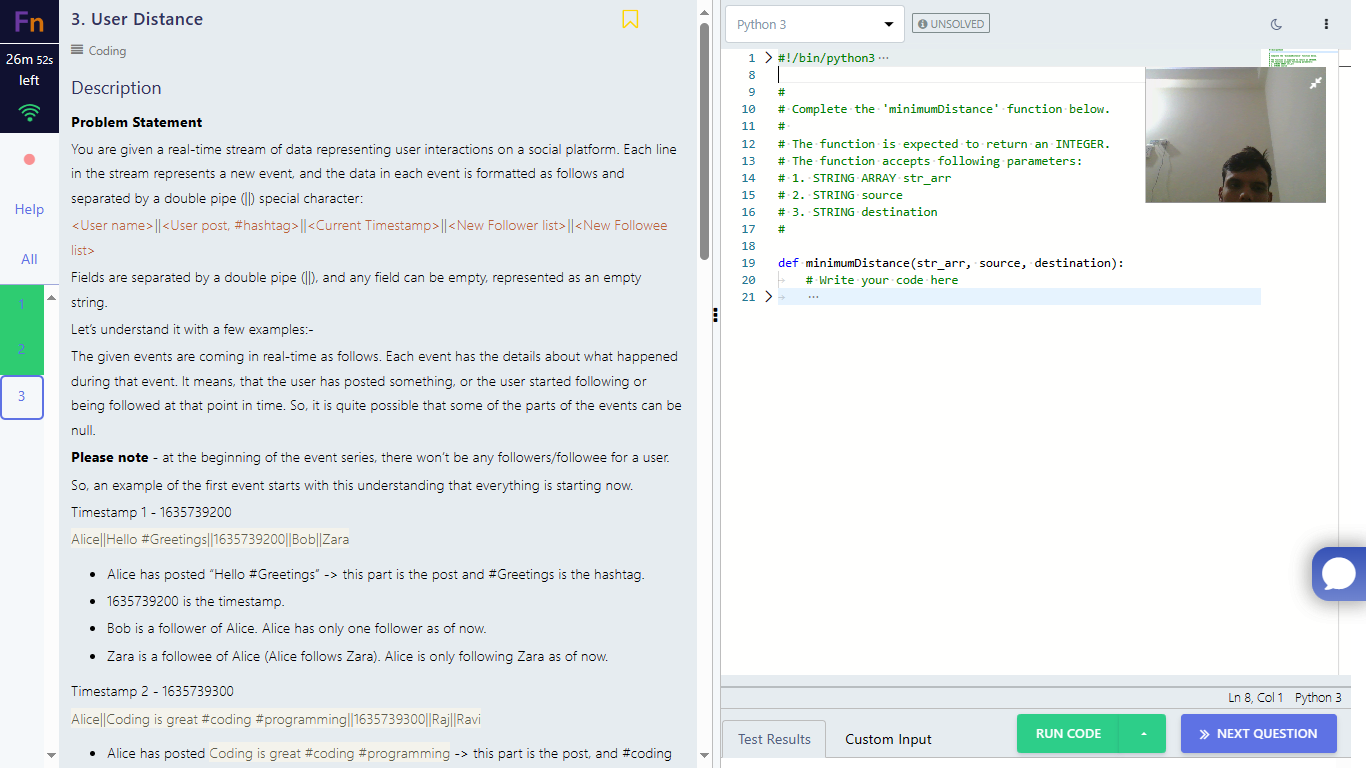 Fn
26m 52s
left
Help
All
1
2
3
3. User Distance
Coding
Description
Problem Statement
You are given a real-time stream of data representing user interactions on a social platform. Each line
in the stream represents a new event, and the data in each event is formatted as follows and
separated by a double pipe (||) special character:
<User name>||<User post, #hashtag>||<Current Timestamp>||<New Follower list>||<New Followee
list>
Fields are separated by a double pipe (||), and any field can be empty, represented as an empty
string.
Let's understand it with a few examples:-
The given events are coming in real-time as follows. Each event has the details about what happened
during that event. It means, that the user has posted something, or the user started following or
being followed at that point in time. So, it is quite possible that some of the parts of the events can be
null.
Please note - at the beginning of the event series, there won't be any followers/followee for a user.
So, an example of the first event starts with this understanding that everything is starting now.
Timestamp 1 - 1635739200
Alice||Hello #Greetings||1635739200||Bob||Zara
• Alice has posted "Hello #Greetings" -> this part is the post and #Greetings is the hashtag.
• 1635739200 is the timestamp.
• Bob is a follower of Alice. Alice has only one follower as of now.
• Zara is a followee of Alice (Alice follows Zara). Alice is only following Zara as of now.
Timestamp 2 - 1635739300
Alice||Coding is great #coding #programming||1635739300||Raj||Ravi
• Alice has posted Coding is great #coding #programming -> this part is the post, and #coding
Python 3
UNSOLVED
1 #!/bin/python3 ···
8
9 #
10 # Complete the 'minimumDistance' function below.
11 #
12 # The function is expected to return an INTEGER.
13 # The function accepts following parameters:
14 # 1. STRING ARRAY str_arr
15 # 2. STRING source
16 # 3. STRING destination
17 #
18
19 def minimumDistance(str_arr, source, destination):
20 # Write your code here
21 ···
Ln 8, Col 1 Python 3
Test Results
Custom Input
RUN CODE
NEXT QUESTION